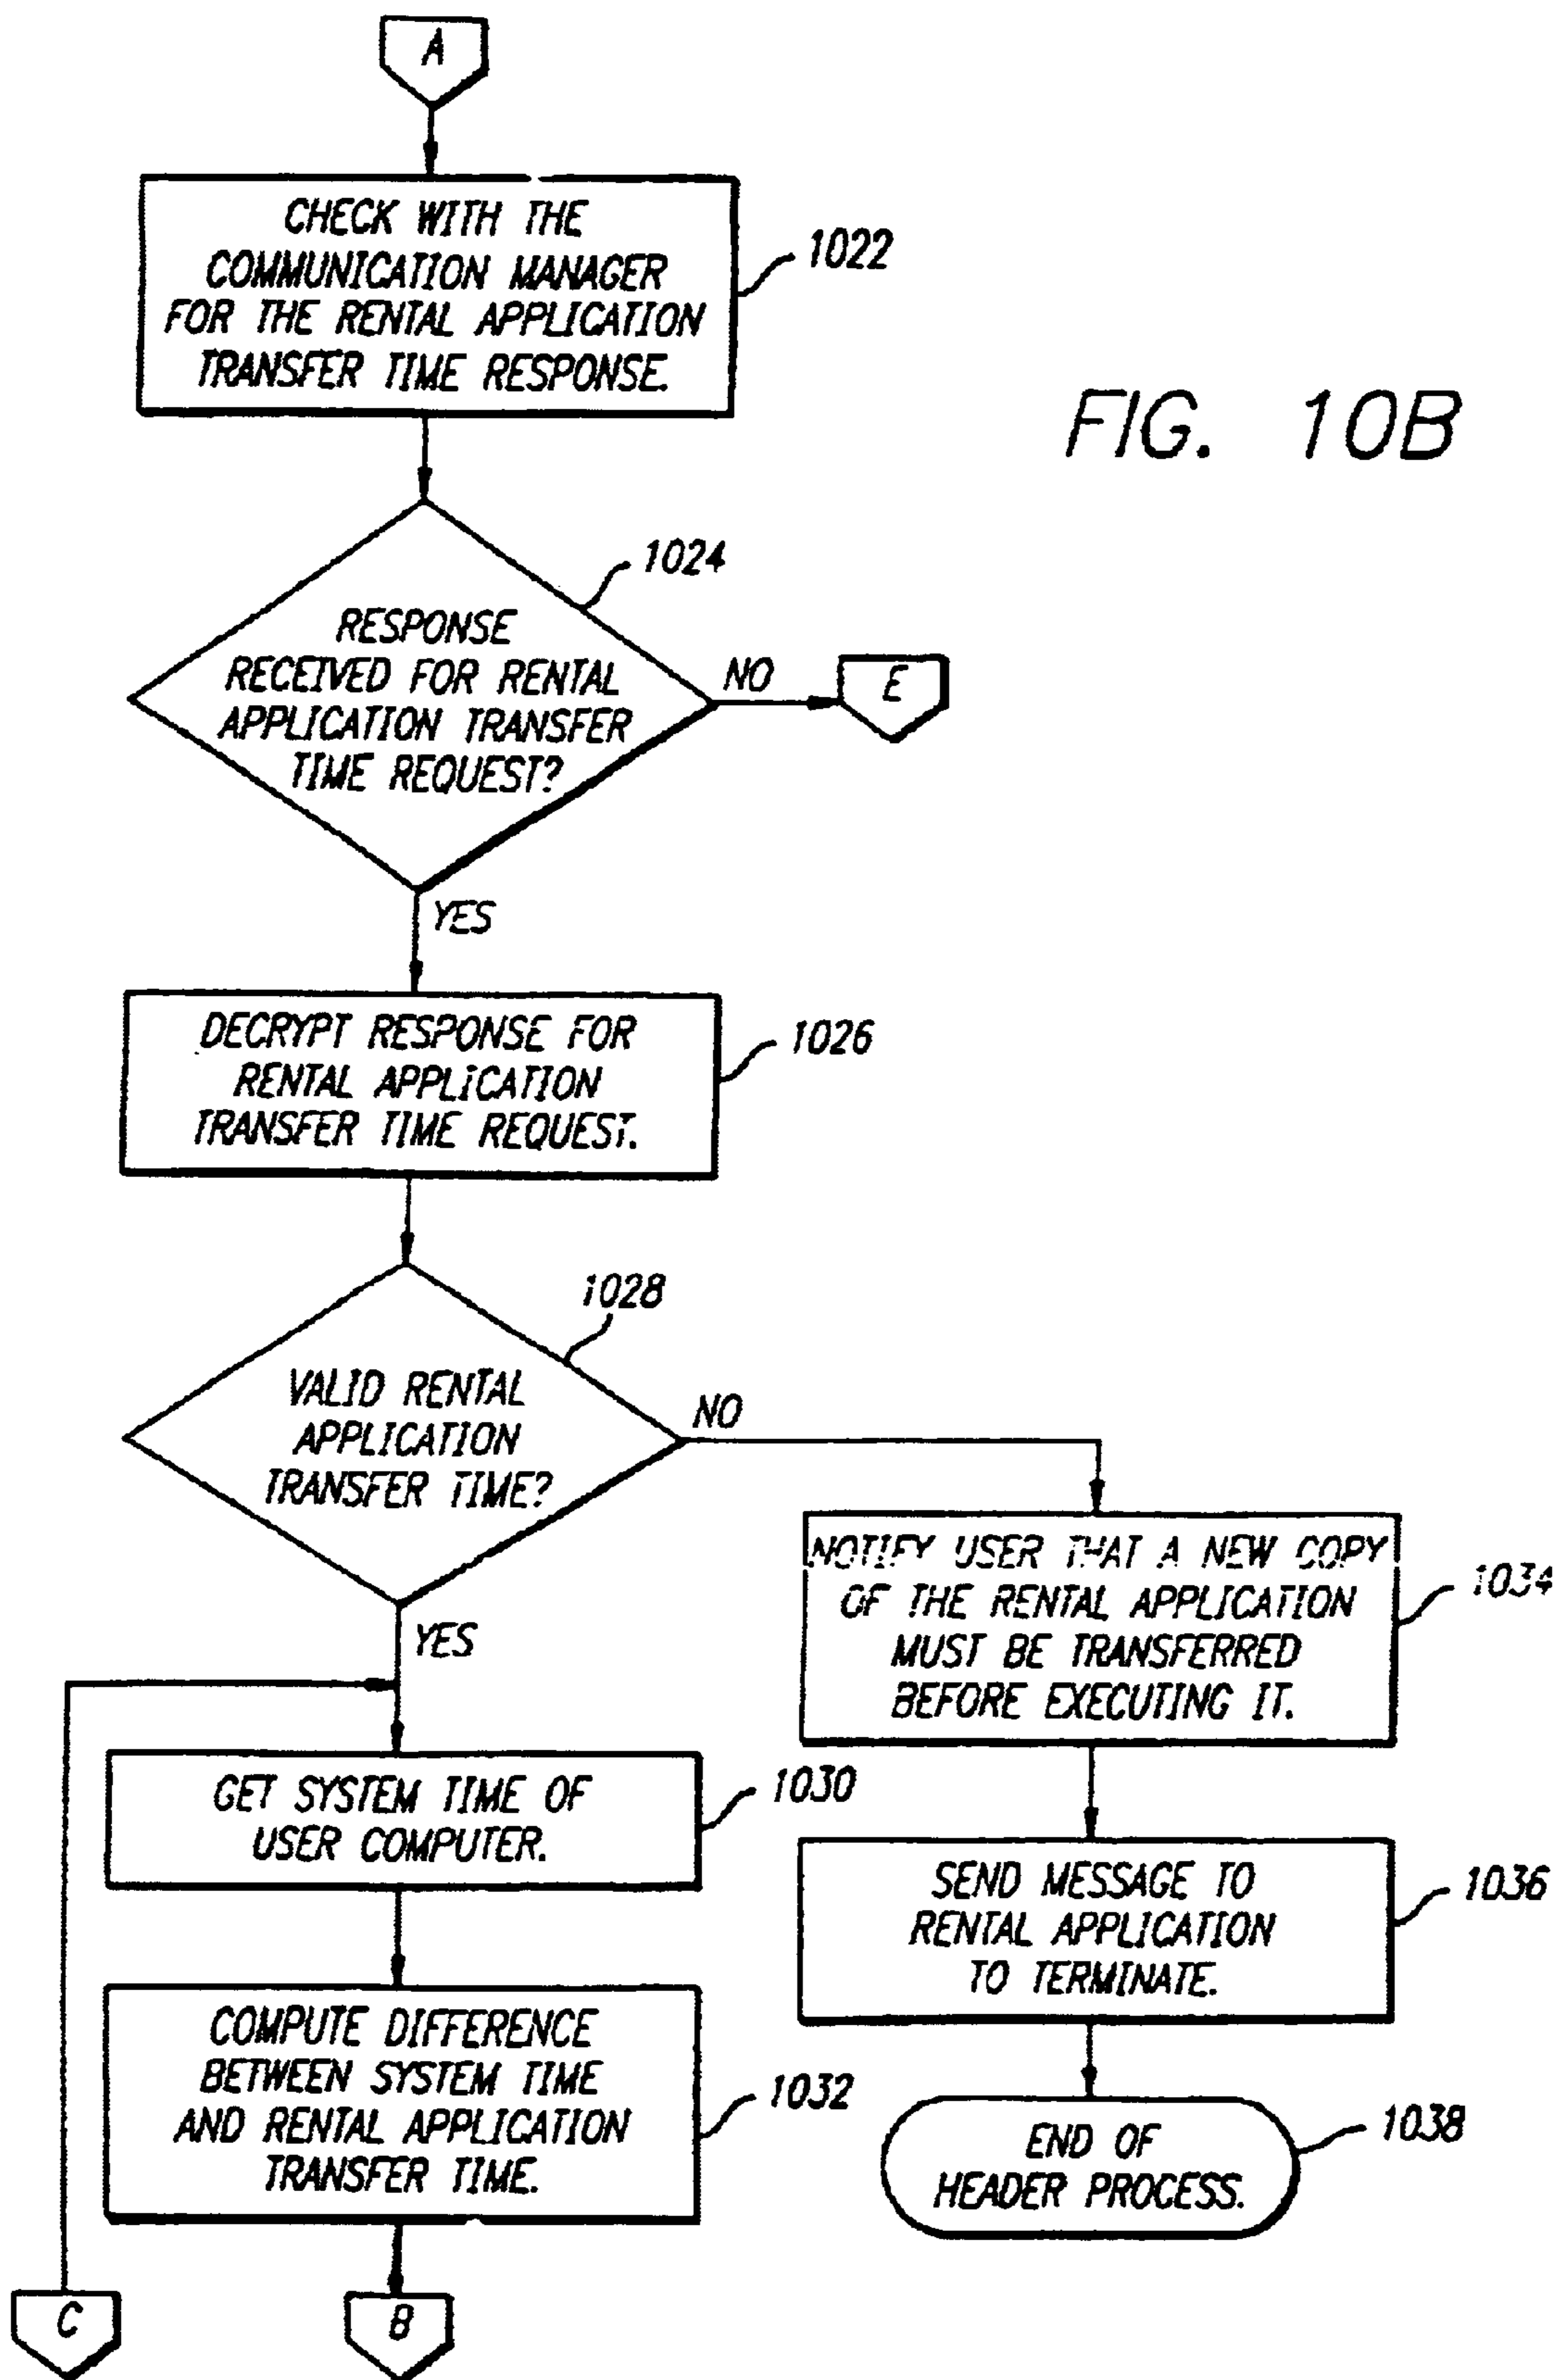 A
CHECK WITH THE
COMMUNICATION MANAGER
FOR THE RENTAL APPLICATION
TRANSFER TIME RESPONSE.
1022
FIG. 10B
1024
RESPONSE
RECEIVED FOR RENTAL
APPLICATION TRANSFER
TIME REQUEST?
NO
E
YES
DECRYPT RESPONSE FOR
RENTAL APPLICATION
TRANSFER TIME REQUEST.
1026
1028
VALID RENTAL
APPLICATION
TRANSFER TIME?
NO
YES
NOTIFY USER THAT A NEW COPY
OF THE RENTAL APPLICATION
MUST BE TRANSFERRED
BEFORE EXECUTING IT.
1034
GET SYSTEM TIME OF
USER COMPUTER.
1030
SEND MESSAGE TO
RENTAL APPLICATION
TO TERMINATE.
1036
COMPUTE DIFFERENCE
BETWEEN SYSTEM TIME
AND RENTAL APPLICATION
TRANSFER TIME.
1032
END OF
HEADER PROCESS.
1038
C
B